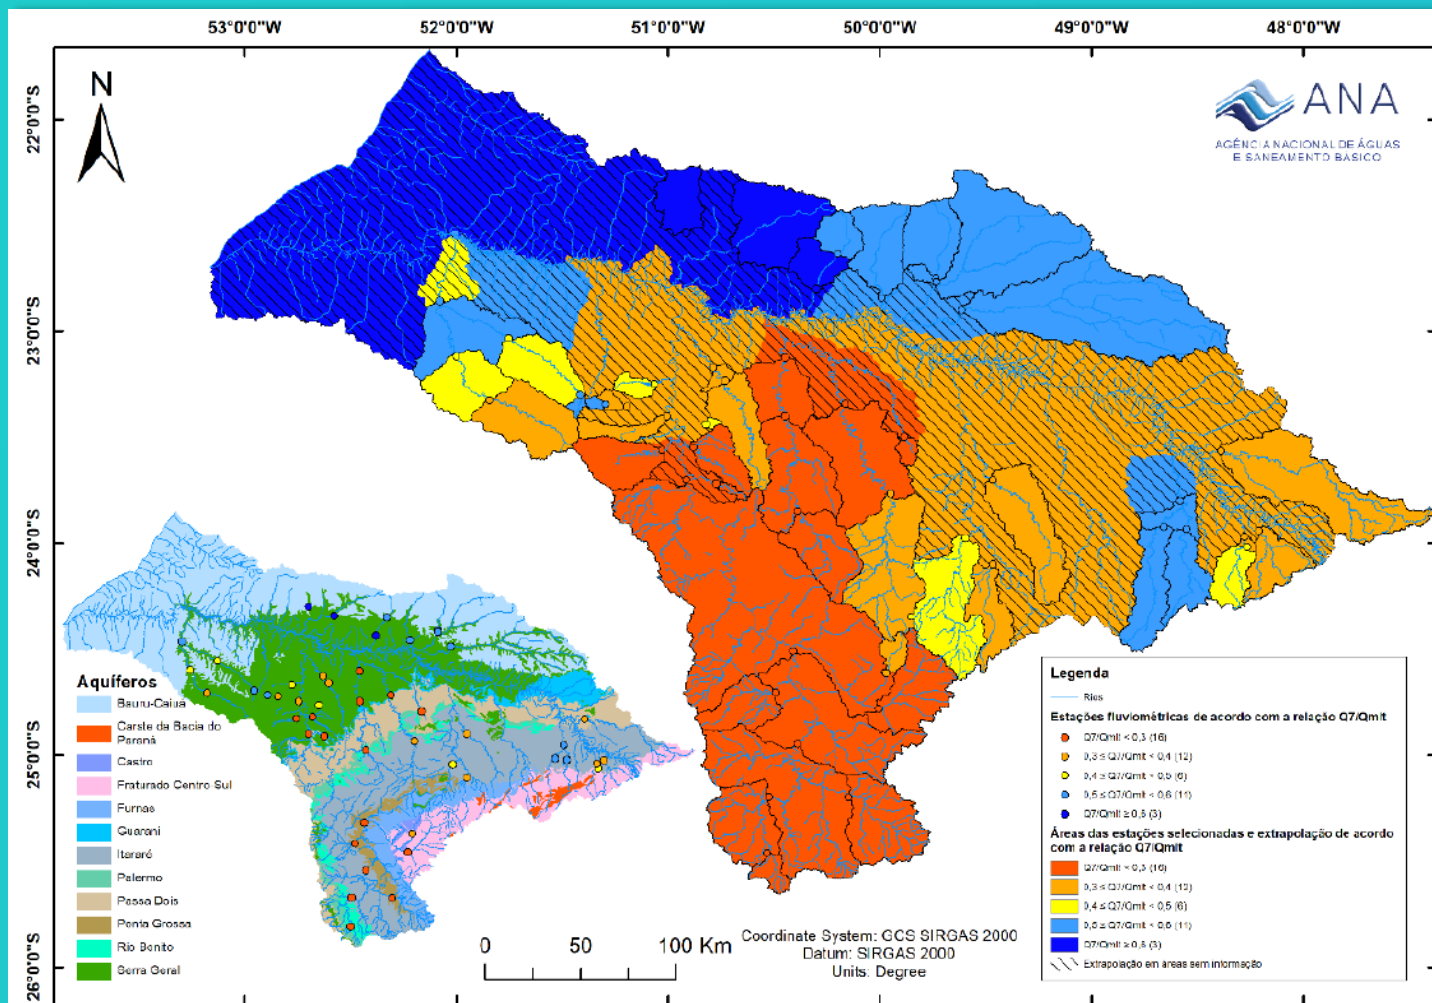 53°0'0"W
52°0'0"W
51°0'0"W
50°0'0"W
49°0'0"W
48°0'0"W
22°0'0"S
23°0'0"S
24°0'0"S
25°0'0"S
26°0'0"S
N
ANA
AGÊNCIA NACIONAL DE ÁGUAS
E SANEAMENTO BÁSICO
Aquíferos
Bauru-Caiuá
Carste da Bacia do
Paraná
Castro
Fraturado Centro Sul
Furnas
Guarani
Itararé
Palermo
Passa Dois
Ponta Grossa
Rio Bonito
Serra Geral
0 50 100 Km
Coordinate System: GCS SIRGAS 2000
Datum: SIRGAS 2000
Units: Degree
Legenda
Rios
Estações fluviométricas de acordo com a relação Q7/Qmlt
Q7/Qmlt < 0,3 (16)
0,3 ≤ Q7/Qmlt < 0,4 (12)
0,4 ≤ Q7/Qmlt < 0,5 (6)
0,5 ≤ Q7/Qmlt < 0,6 (11)
Q7/Qmlt ≥ 0,6 (3)
Áreas das estações selecionadas e extrapolação de acordo
com a relação Q7/Qmlt
Q7/Qmlt < 0,3 (16)
0,3 ≤ Q7/Qmlt < 0,4 (12)
0,4 ≤ Q7/Qmlt < 0,5 (6)
0,5 ≤ Q7/Qmlt < 0,6 (11)
Q7/Qmlt ≥ 0,6 (3)
Extrapolação em áreas sem informação